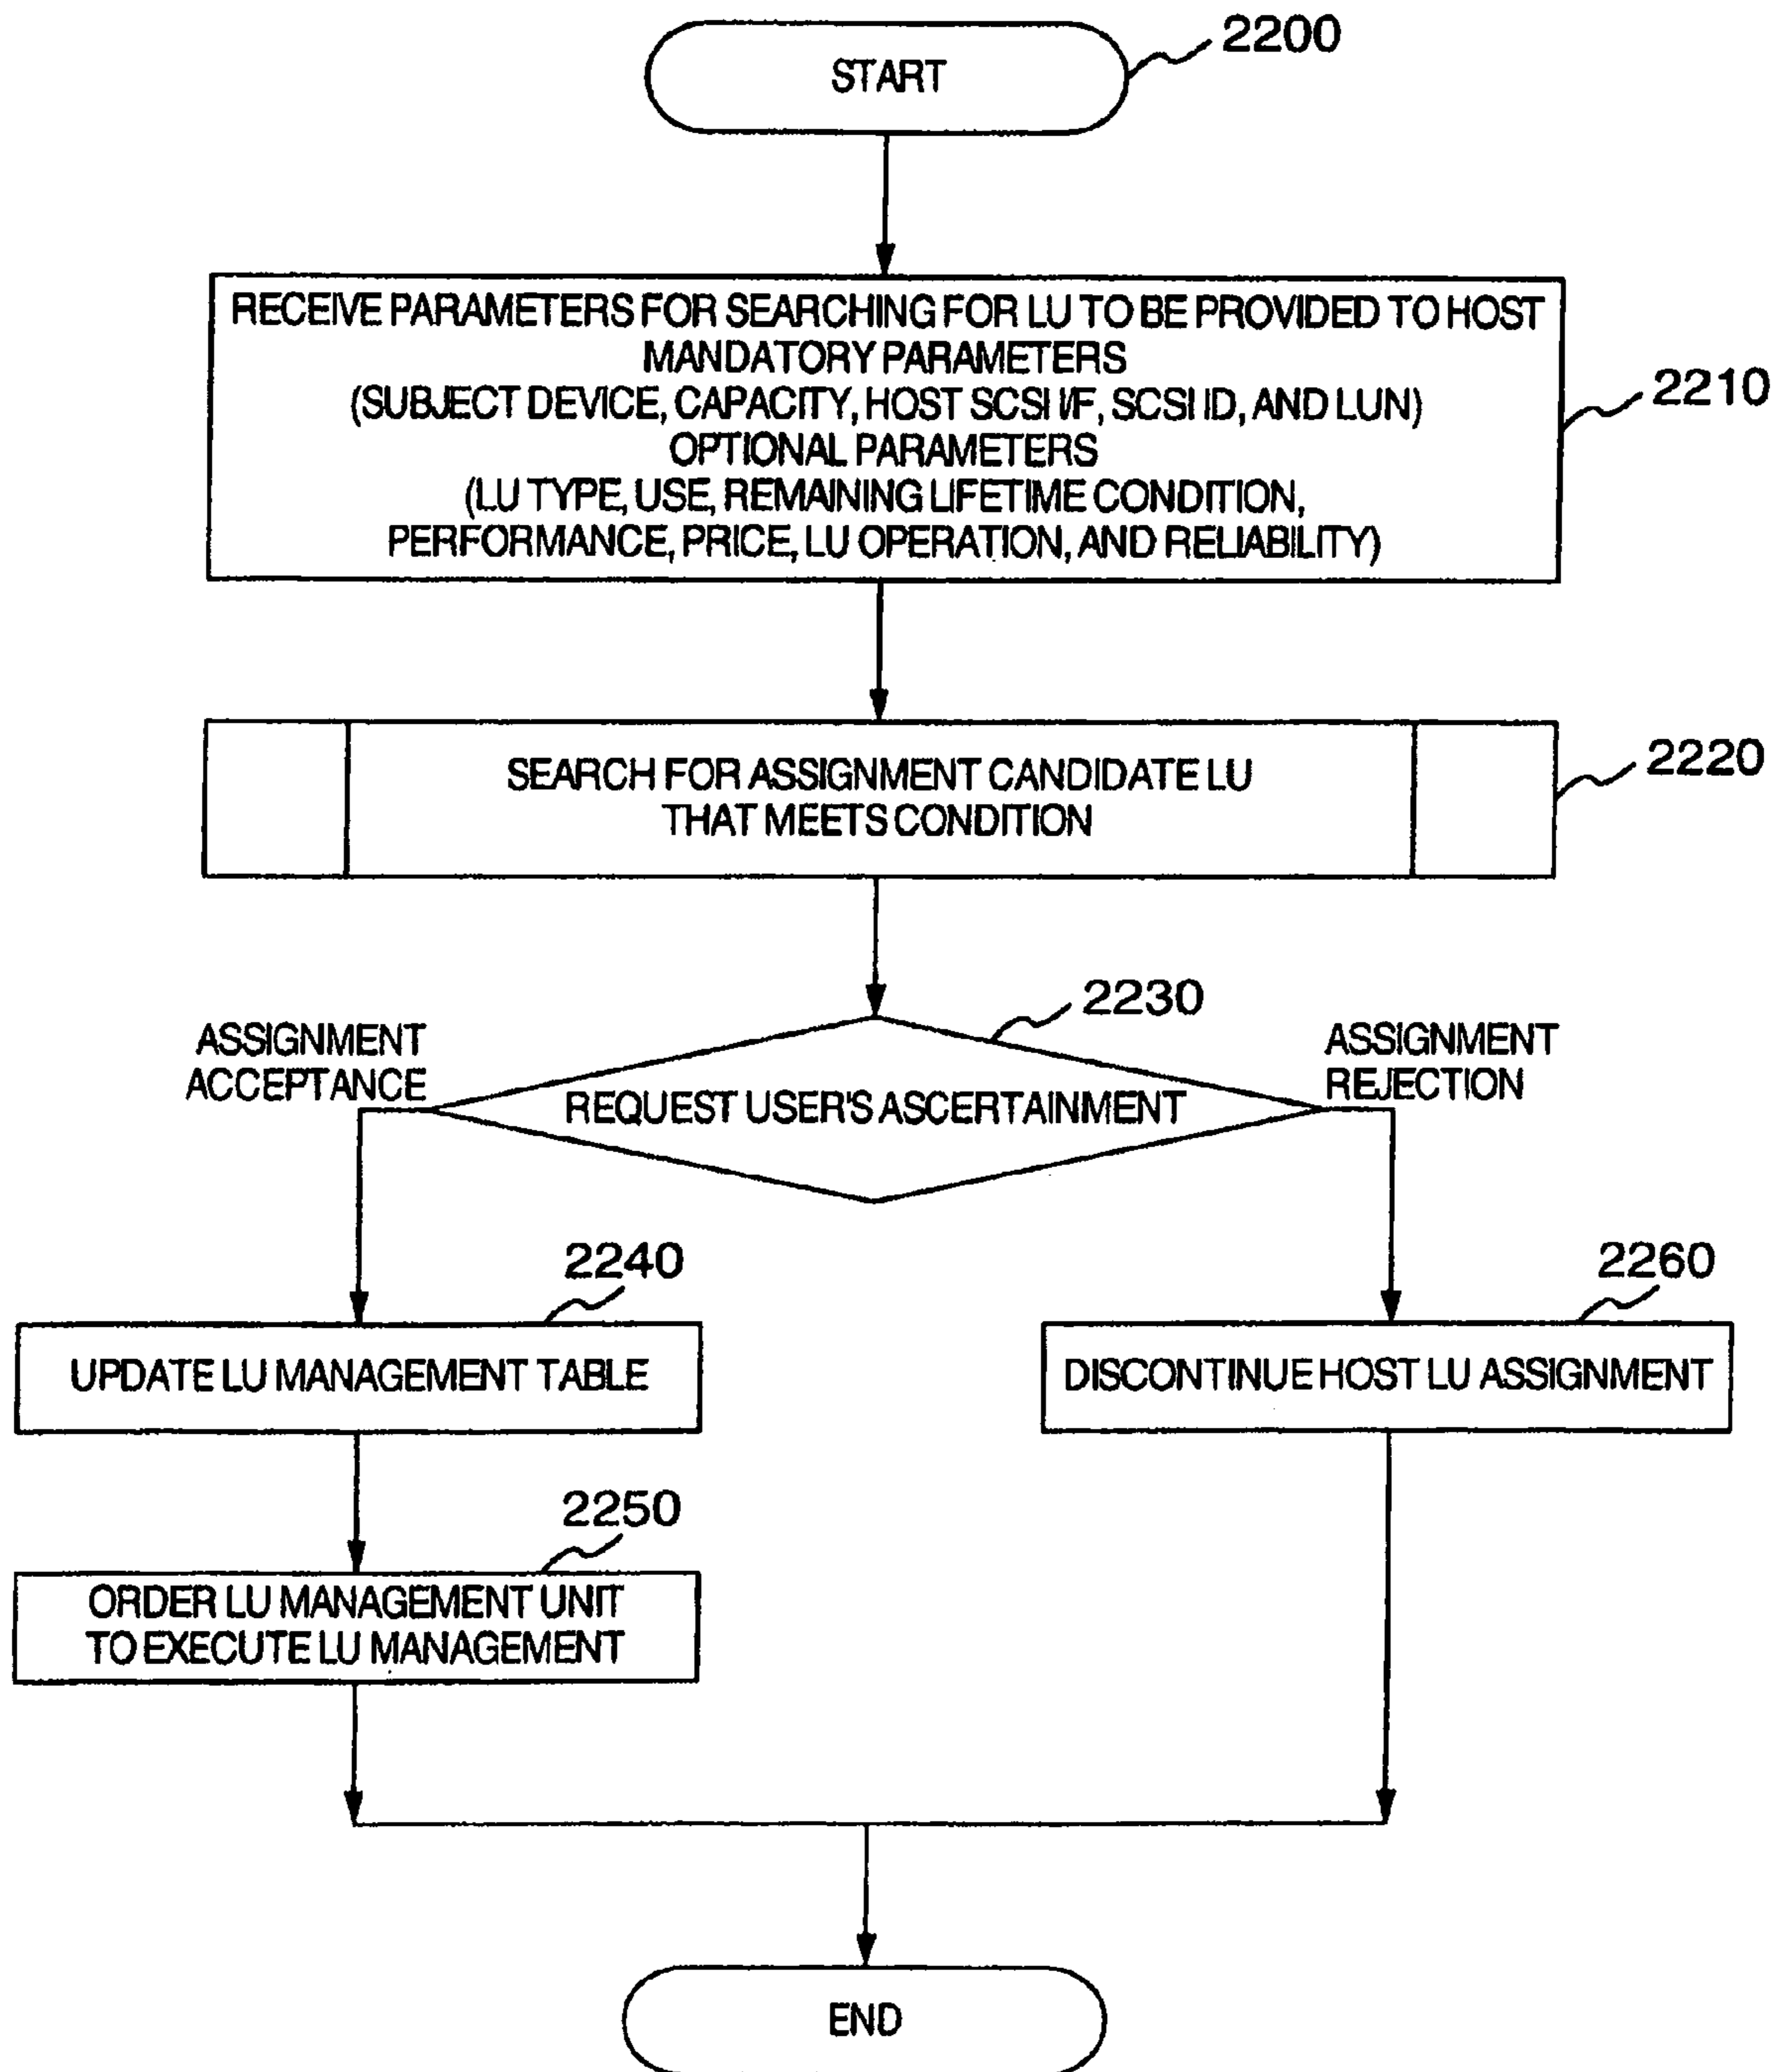 START
2200
RECEIVE PARAMETERS FOR SEARCHING FOR LU TO BE PROVIDED TO HOST
MANDATORY PARAMETERS
(SUBJECT DEVICE, CAPACITY, HOST SCSI I/F, SCSI ID, AND LUN)
OPTIONAL PARAMETERS
(LU TYPE, USE, REMAINING LIFETIME CONDITION,
PERFORMANCE, PRICE, LU OPERATION, AND RELIABILITY)
2210
SEARCH FOR ASSIGNMENT CANDIDATE LU
THAT MEETS CONDITION
2220
2230
ASSIGNMENT
ACCEPTANCE
REQUEST USER'S ASCERTAINMENT
ASSIGNMENT
REJECTION
2240
UPDATE LU MANAGEMENT TABLE
2260
DISCONTINUE HOST LU ASSIGNMENT
2250
ORDER LU MANAGEMENT UNIT
TO EXECUTE LU MANAGEMENT
END